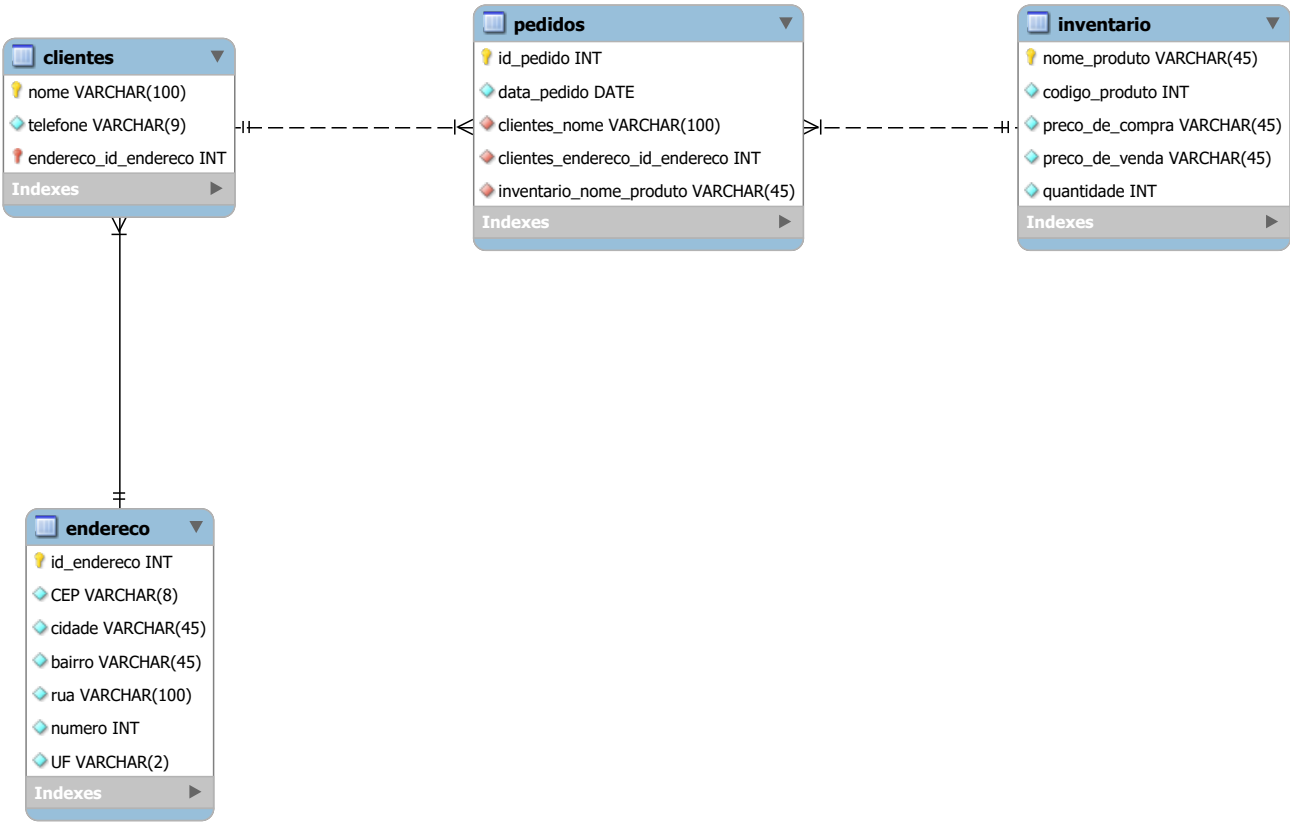 clientes
nome VARCHAR(100)
telefone VARCHAR(9)
endereco_id_endereco INT
Indexes
pedidos
id_pedido INT
data_pedido DATE
clientes_nome VARCHAR(100)
clientes_endereco_id_endereco INT
inventario_nome_produto VARCHAR(45)
Indexes
inventario
nome_produto VARCHAR(45)
codigo_produto INT
preco_de_compra VARCHAR(45)
preco_de_venda VARCHAR(45)
quantidade INT
Indexes
endereco
id_endereco INT
CEP VARCHAR(8)
cidade VARCHAR(45)
bairro VARCHAR(45)
rua VARCHAR(100)
numero INT
UF VARCHAR(2)
Indexes